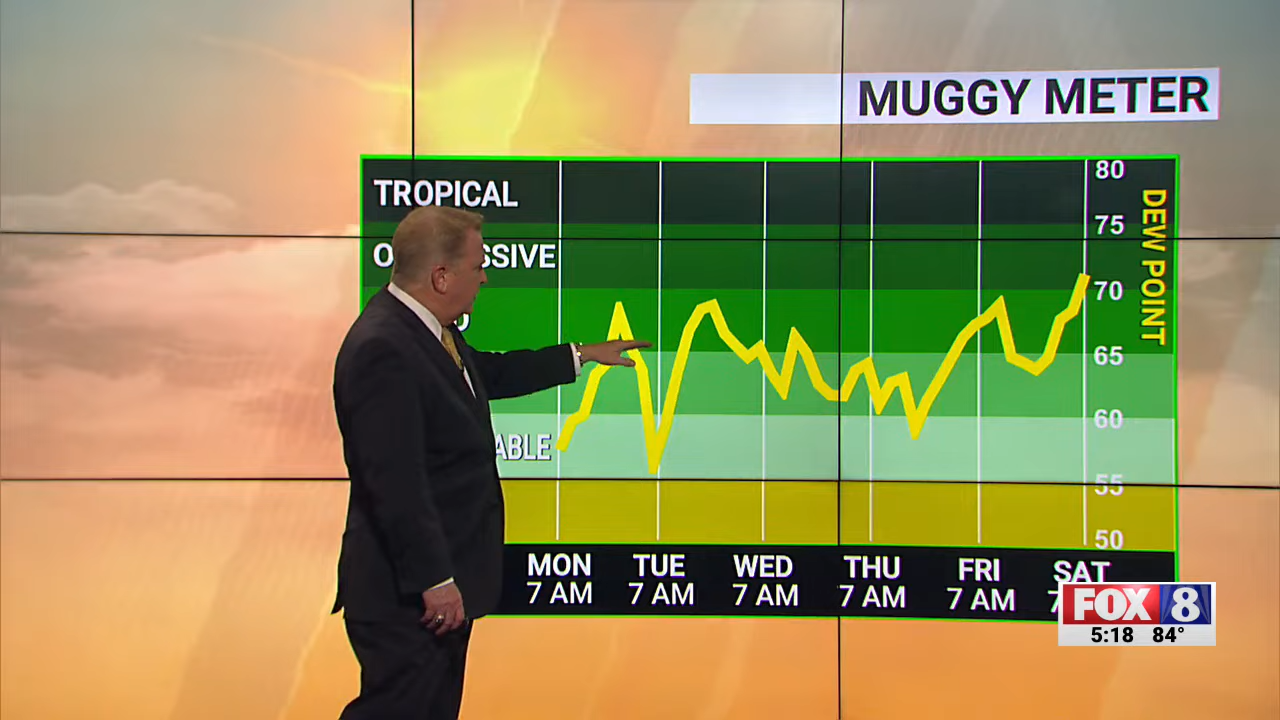 MUGGY METER
TROPICAL
80
75
70
65
60
55
50
DEW POINT
MON
7 AM
TUE
7 AM
WED
7 AM
THU
7 AM
FRI
7 AM
SAT
7
FOX 8
5:18 84°